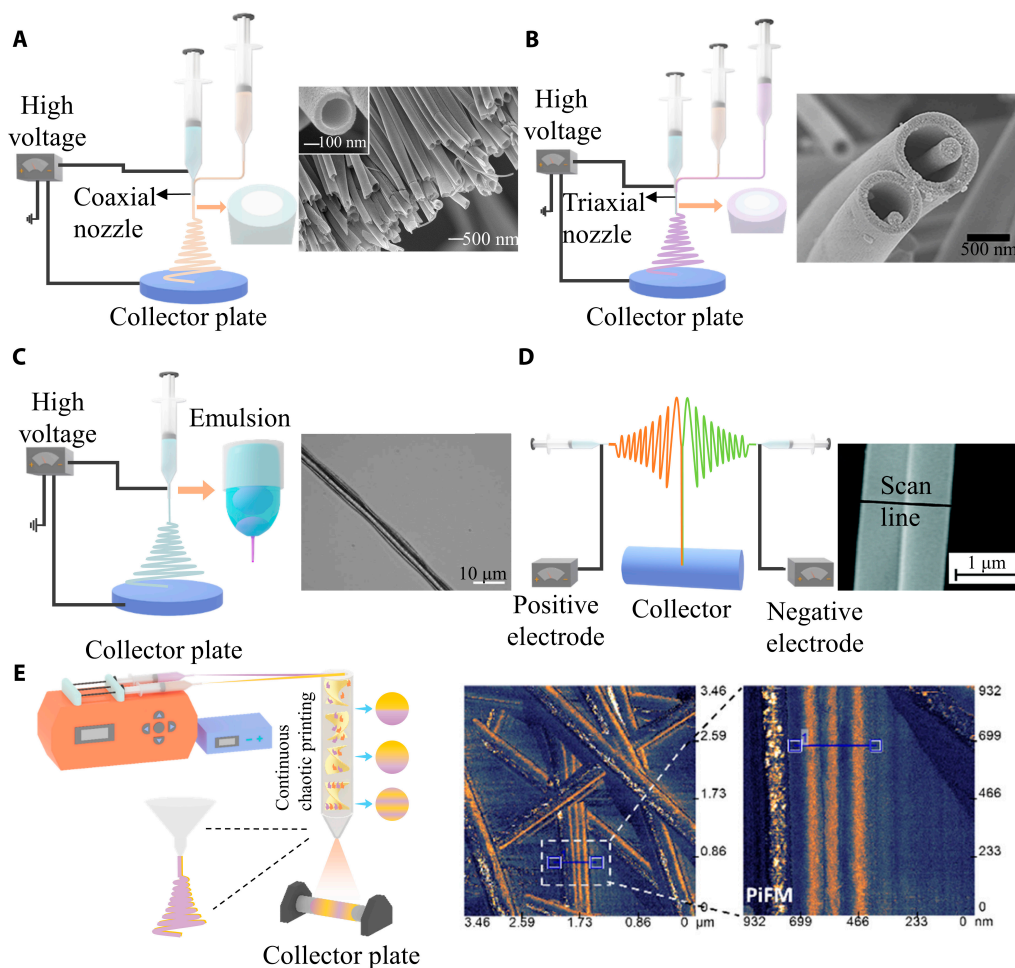 A
High
voltage
Coaxial
nozzle
Collector plate
100 nm
500 nm
B
High
voltage
Triaxial
nozzle
Collector plate
500 nm
C
High
voltage
Emulsion
Collector plate
10 μm
D
Positive
electrode
Collector
Negative
electrode
Scan
line
1 μm
E
Continuous
chaotic printing
Collector plate
3.46
2.59
1.73
0.86
0
3.46 2.59 1.73 0.86 0 μm
PiFM
932
699
466
233
0
932 699 466 233 0 nm